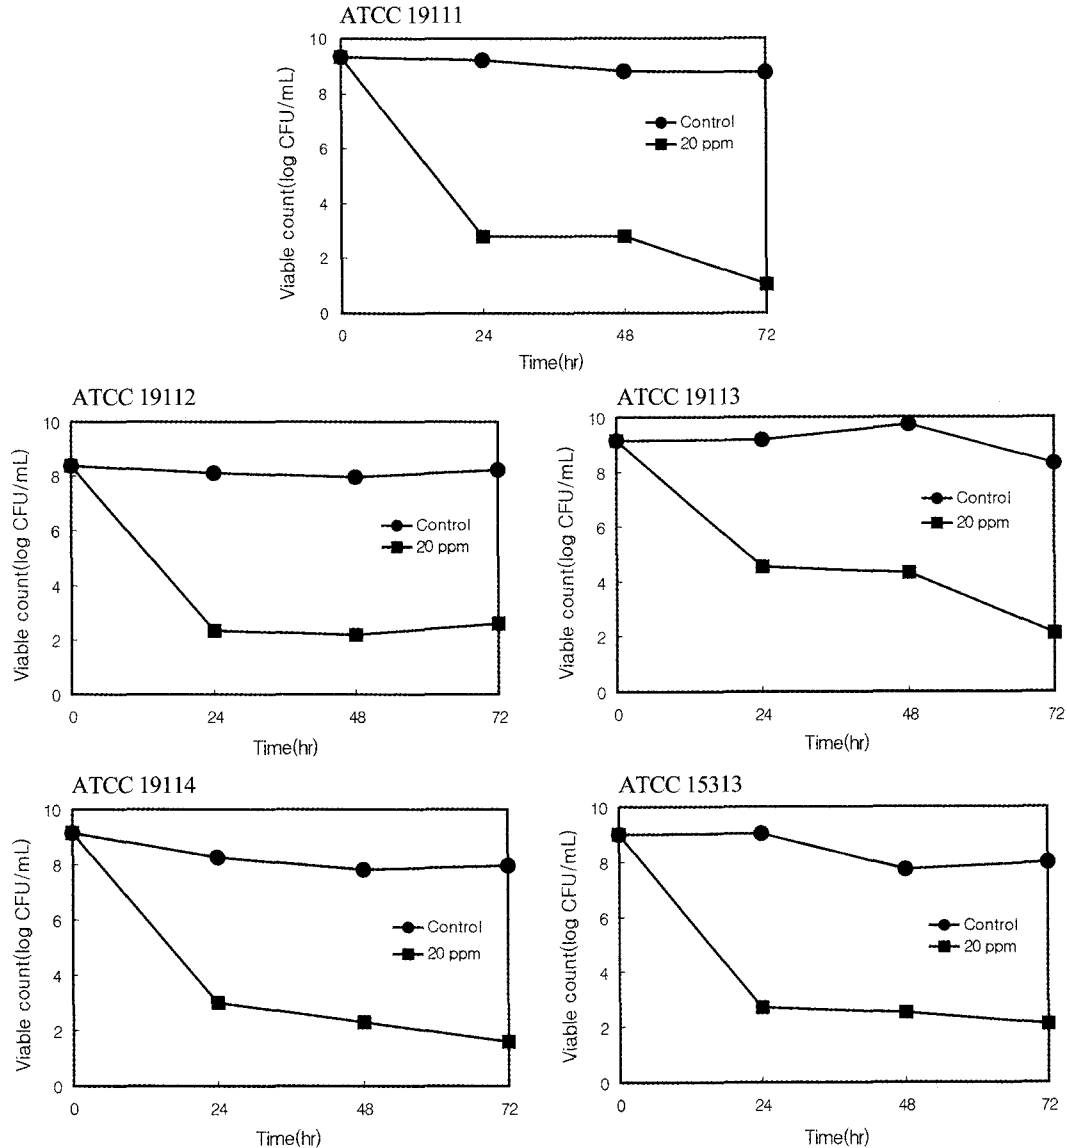 ATCC 19111
10
8
6
4
2
0
Viable count(log CFU/mL)
Control
20 ppm
0 24 48 72
Time(hr)
ATCC 19112
10
8
6
4
2
0
Viable count(log CFU/mL)
Control
20 ppm
0 24 48 72
Time(hr)
ATCC 19113
10
8
6
4
2
0
Viable count(log CFU/mL)
Control
20 ppm
0 24 48 72
Time(hr)
ATCC 19114
10
8
6
4
2
0
Viable count(log CFU/mL)
Control
20 ppm
0 24 48 72
Time(hr)
ATCC 15313
10
8
6
4
2
0
Viable count(log CFU/mL)
Control
20 ppm
0 24 48 72
Time(hr)